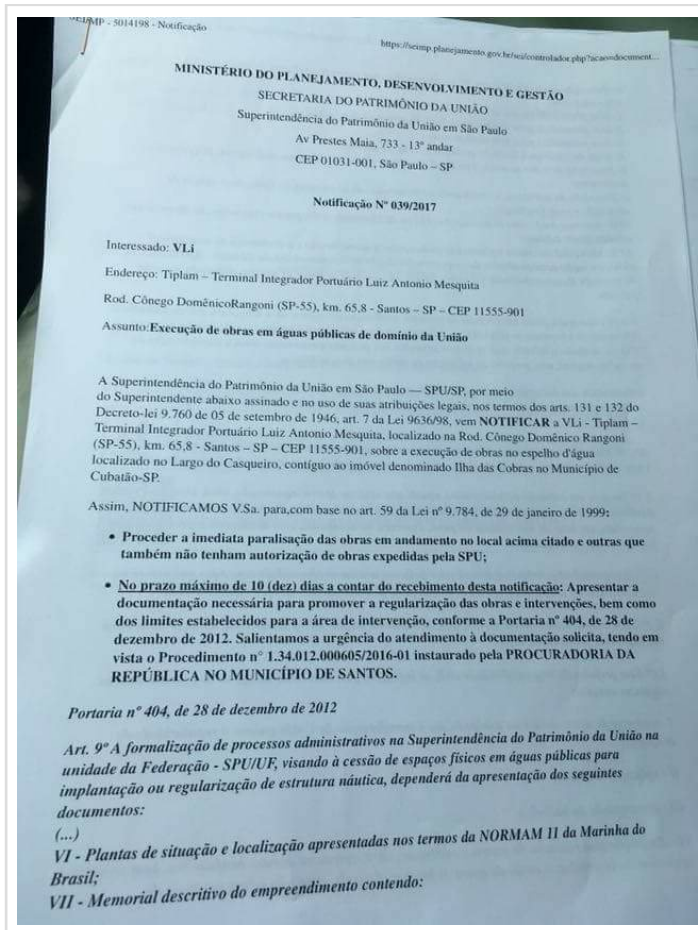 SEI/MP - 5014198 - Notificação
https://seimp.planejamento.gov.br/sei/controlador.php?acao=document...
MINISTÉRIO DO PLANEJAMENTO, DESENVOLVIMENTO E GESTÃO
SECRETARIA DO PATRIMÔNIO DA UNIÃO
Superintendência do Patrimônio da União em São Paulo
Av Prestes Maia, 733 - 13º andar
CEP 01031-001, São Paulo – SP
Notificação Nº 039/2017
Interessado: VLi
Endereço: Tiplam – Terminal Integrador Portuário Luiz Antonio Mesquita
Rod. Cônego DomênicoRangoni (SP-55), km. 65,8 - Santos – SP – CEP 11555-901
Assunto:Execução de obras em águas públicas de domínio da União
A Superintendência do Patrimônio da União em São Paulo — SPU/SP, por meio
do Superintendente abaixo assinado e no uso de suas atribuições legais, nos termos dos arts. 131 e 132 do
Decreto-lei 9.760 de 05 de setembro de 1946, art. 7 da Lei 9636/98, vem NOTIFICAR a VLi - Tiplam –
Terminal Integrador Portuário Luiz Antonio Mesquita, localizado na Rod. Cônego Domênico Rangoni
(SP-55), km. 65,8 - Santos – SP – CEP 11555-901, sobre a execução de obras no espelho d'água
localizado no Largo do Casqueiro, contíguo ao imóvel denominado Ilha das Cobras no Município de
Cubatão-SP.
Assim, NOTIFICAMOS V.Sa. para,com base no art. 59 da Lei nº 9.784, de 29 de janeiro de 1999:
• Proceder a imediata paralisação das obras em andamento no local acima citado e outras que
também não tenham autorização de obras expedidas pela SPU;
• No prazo máximo de 10 (dez) dias a contar do recebimento desta notificação: Apresentar a
documentação necessária para promover a regularização das obras e intervenções, bem como
dos limites estabelecidos para a área de intervenção, conforme a Portaria nº 404, de 28 de
dezembro de 2012. Salientamos a urgência do atendimento à documentação solicita, tendo em
vista o Procedimento n° 1.34.012.000605/2016-01 instaurado pela PROCURADORIA DA
REPÚBLICA NO MUNICÍPIO DE SANTOS.
Portaria nº 404, de 28 de dezembro de 2012
Art. 9º A formalização de processos administrativos na Superintendência do Patrimônio da União na
unidade da Federação - SPU/UF, visando à cessão de espaços físicos em águas públicas para
implantação ou regularização de estrutura náutica, dependerá da apresentação dos seguintes
documentos:
(...)
VI - Plantas de situação e localização apresentadas nos termos da NORMAM 11 da Marinha do
Brasil;
VII - Memorial descritivo do empreendimento contendo: